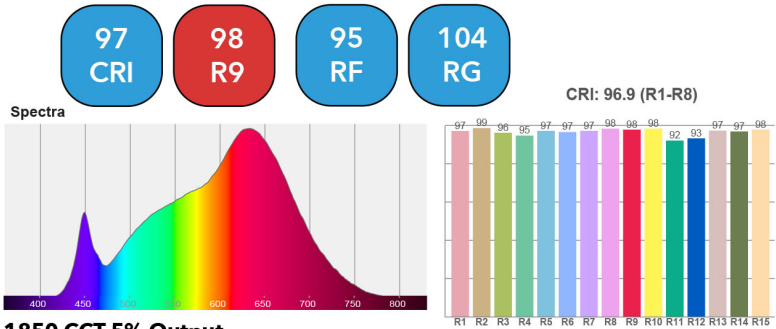 97 98 95 104
CRI R9 RF RG
CRI: 96.9 (R1-R8)
Spectra
97 99 96 95 97 97 97 98 98 98 92 93 97 97 98
400 450 500 550 600 650 700 750 800
R1 R2 R3 R4 R5 R6 R7 R8 R9 R10 R11 R12 R13 R14 R15
1850 CCT 5% Output